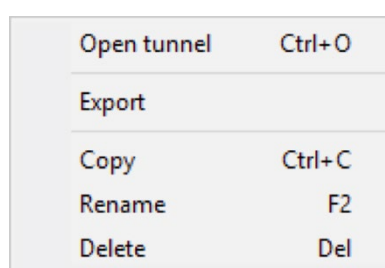 Open tunnel Ctrl+O
Export
Copy Ctrl+C
Rename F2
Delete Del